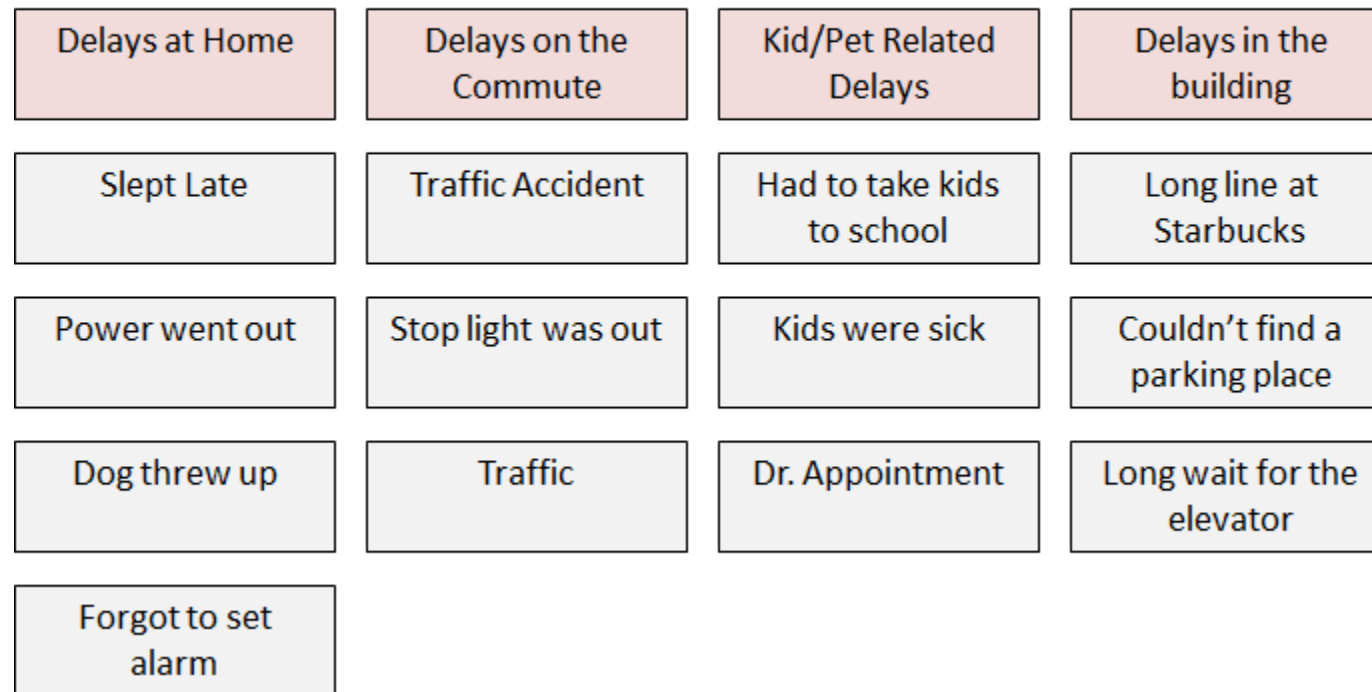 Delays at Home
Delays on the
Commute
Kid/Pet Related
Delays
Delays in the
building
Slept Late
Traffic Accident
Had to take kids
to school
Long line at
Starbucks
Power went out
Stop light was out
Kids were sick
Couldn’t find a
parking place
Dog threw up
Traffic
Dr. Appointment
Long wait for the
elevator
Forgot to set
alarm